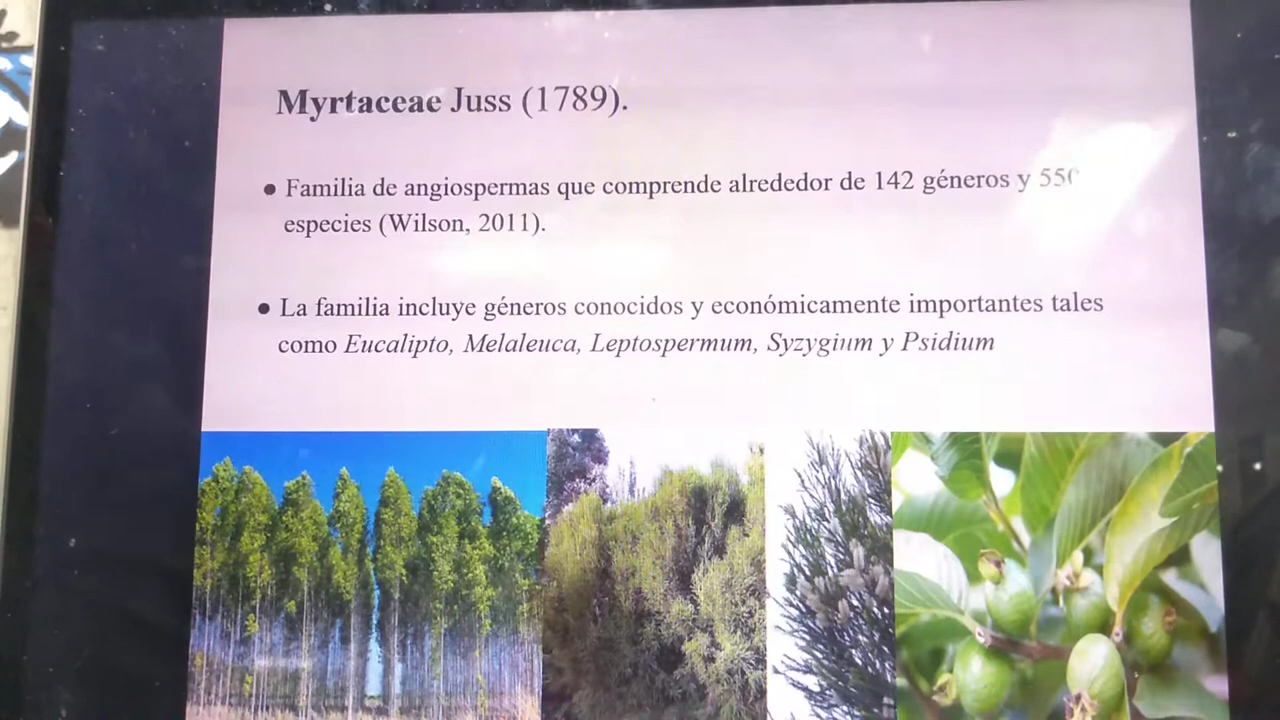 Myrtaceae Juss (1789).
● Familia de angiospermas que comprende alrededor de 142 géneros y
especies (Wilson, 2011).
● La familia incluye géneros conocidos y económicamente importantes tales
como Eucalipto, Melaleuca, Leptospermum, Syzygium y Psidium